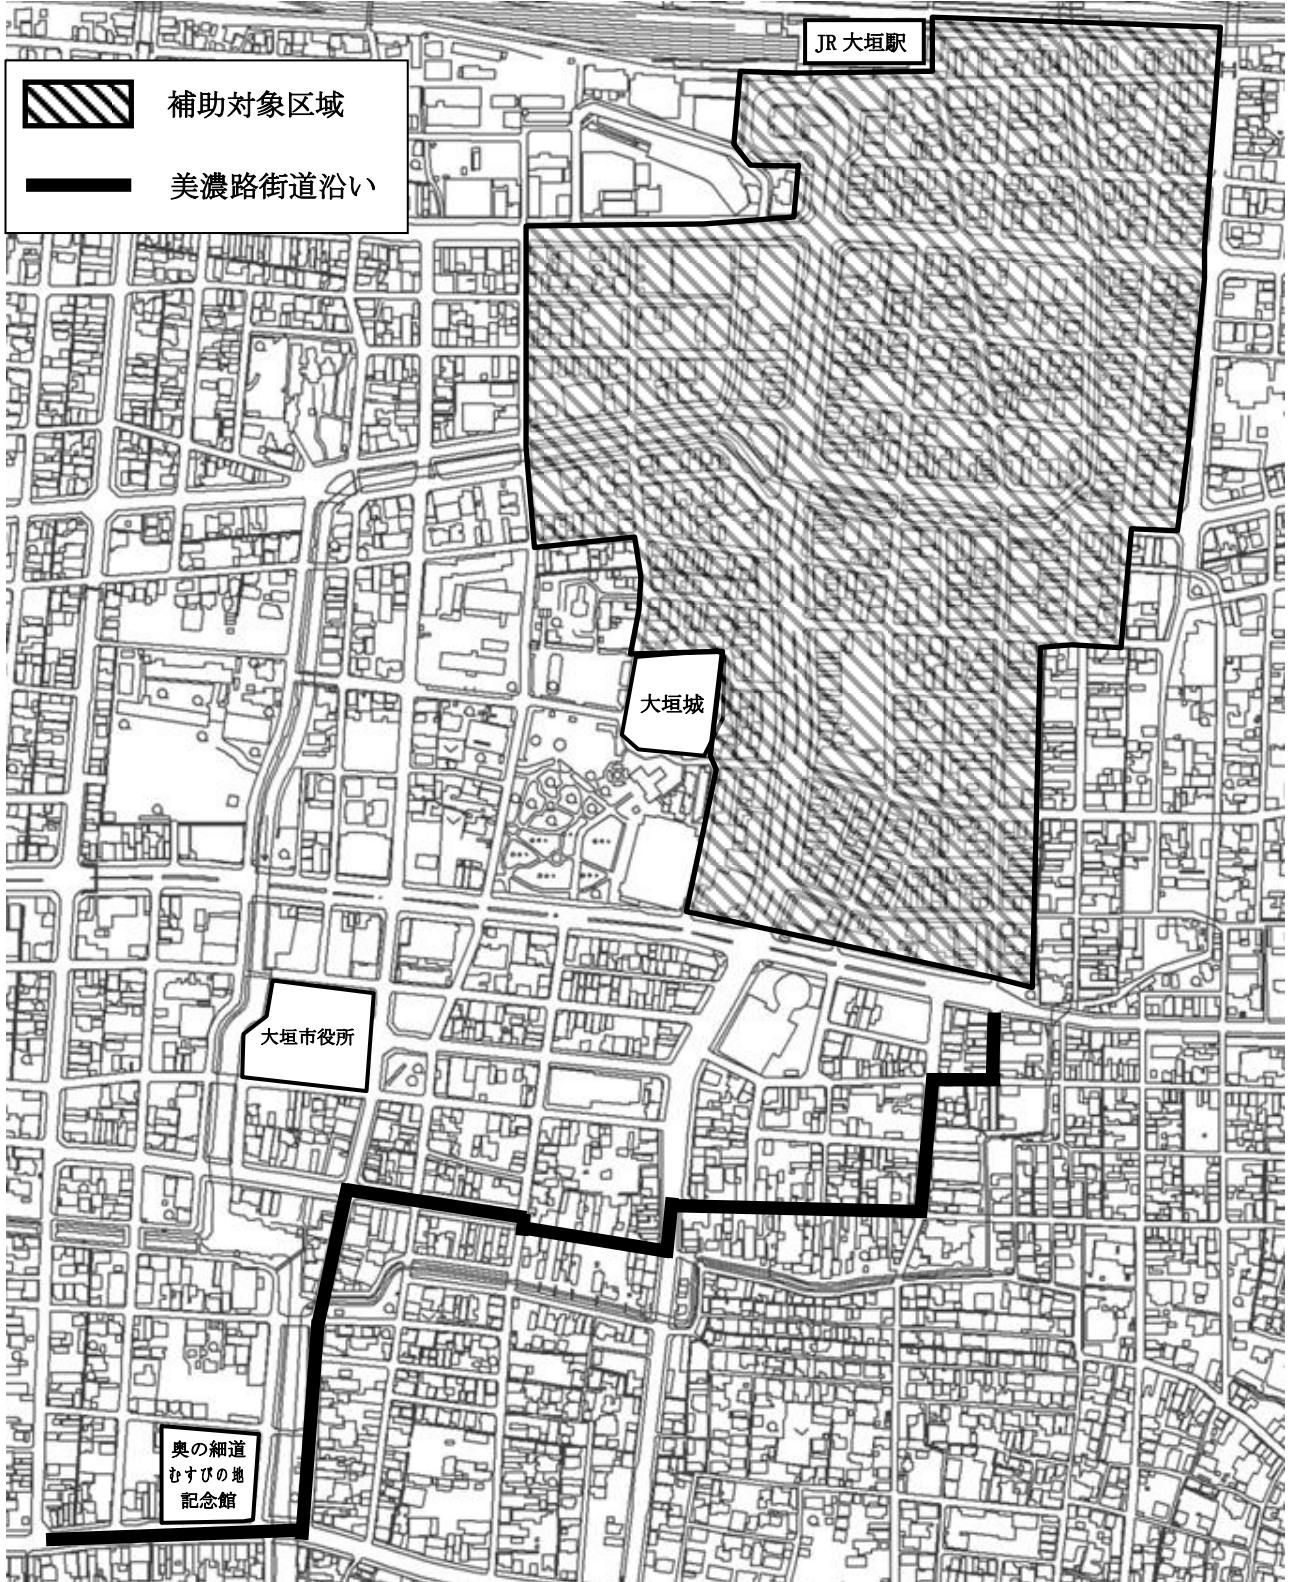 JR 大垣駅
補助対象区域
美濃路街道沿い
大垣城
大垣市役所
奥の細道
むすびの地
記念館